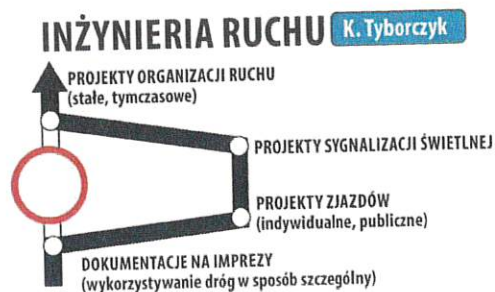 INŻYNIERIA RUCHU K. Tyborczyk
PROJEKTY ORGANIZACJI RUCHU
(stałe, tymczasowe)
PROJEKTY SYGNALIZACJI ŚWIETLNEJ
PROJEKTY ZJAZDÓW
(indywidualne, publiczne)
DOKUMENTACJE NA IMPREZY
(wykorzystywanie dróg w sposób szczególny)